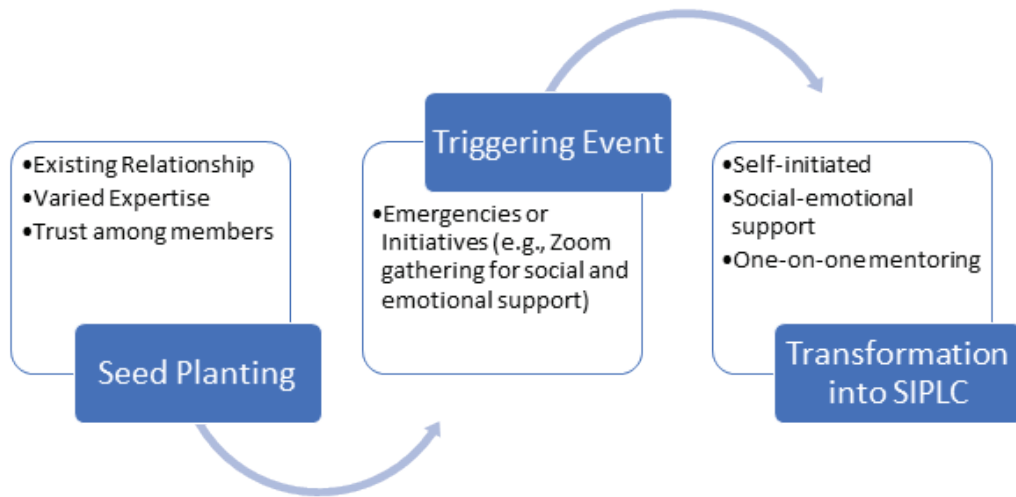 •Existing Relationship
•Varied Expertise
•Trust among members
Seed Planting
Triggering Event
•Emergencies or
Initiatives (e.g., Zoom
gathering for social and
emotional support)
•Self-initiated
•Social-emotional
support
•One-on-one mentoring
Transformation
into SIPLC